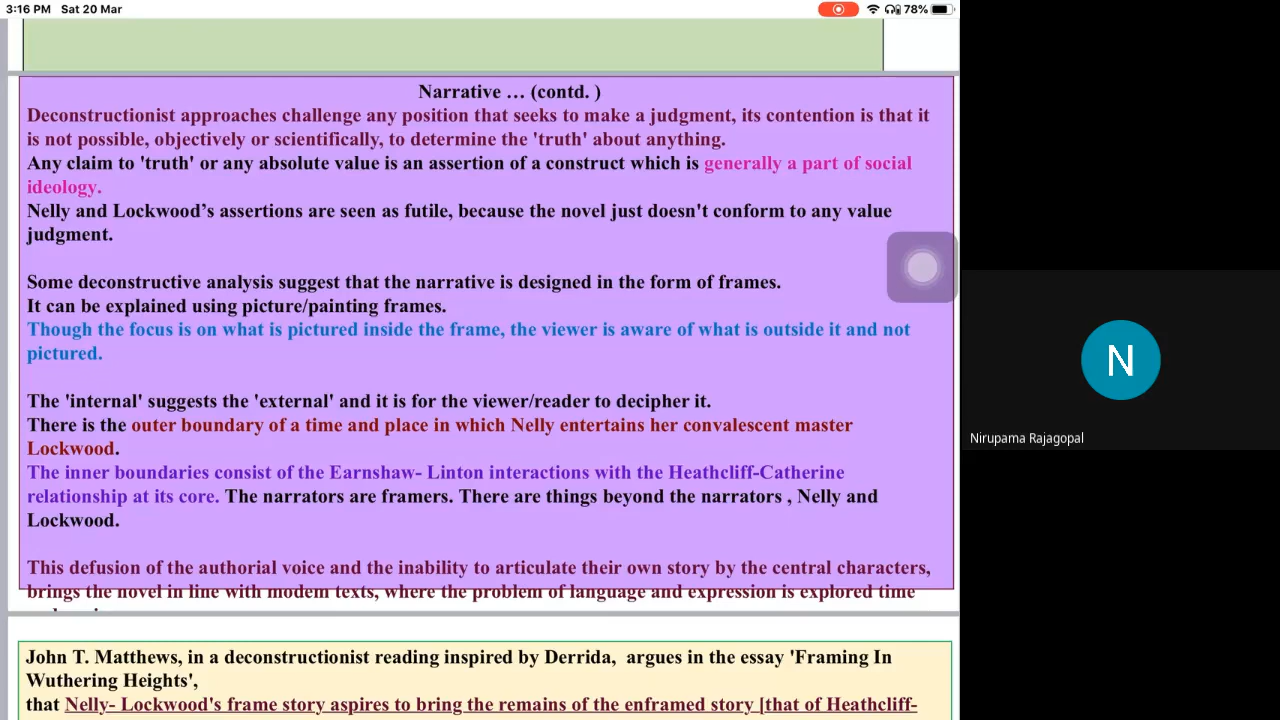 3:16 PM Sat 20 Mar
78%
Narrative … (contd. )
Deconstructionist approaches challenge any position that seeks to make a judgment, its contention is that it
is not possible, objectively or scientifically, to determine the 'truth' about anything.
Any claim to 'truth' or any absolute value is an assertion of a construct which is generally a part of social
ideology.
Nelly and Lockwood’s assertions are seen as futile, because the novel just doesn't conform to any value
judgment.
Some deconstructive analysis suggest that the narrative is designed in the form of frames.
It can be explained using picture/painting frames.
Though the focus is on what is pictured inside the frame, the viewer is aware of what is outside it and not
pictured.
The 'internal' suggests the 'external' and it is for the viewer/reader to decipher it.
There is the outer boundary of a time and place in which Nelly entertains her convalescent master
Lockwood.
The inner boundaries consist of the Earnshaw- Linton interactions with the Heathcliff-Catherine
relationship at its core. The narrators are framers. There are things beyond the narrators , Nelly and
Lockwood.
This defusion of the authorial voice and the inability to articulate their own story by the central characters,
brings the novel in line with modem texts, where the problem of language and expression is explored time
John T. Matthews, in a deconstructionist reading inspired by Derrida, argues in the essay 'Framing In
Wuthering Heights',
that Nelly- Lockwood's frame story aspires to bring the remains of the enframed story [that of Heathcliff-
N
Nirupama Rajagopal